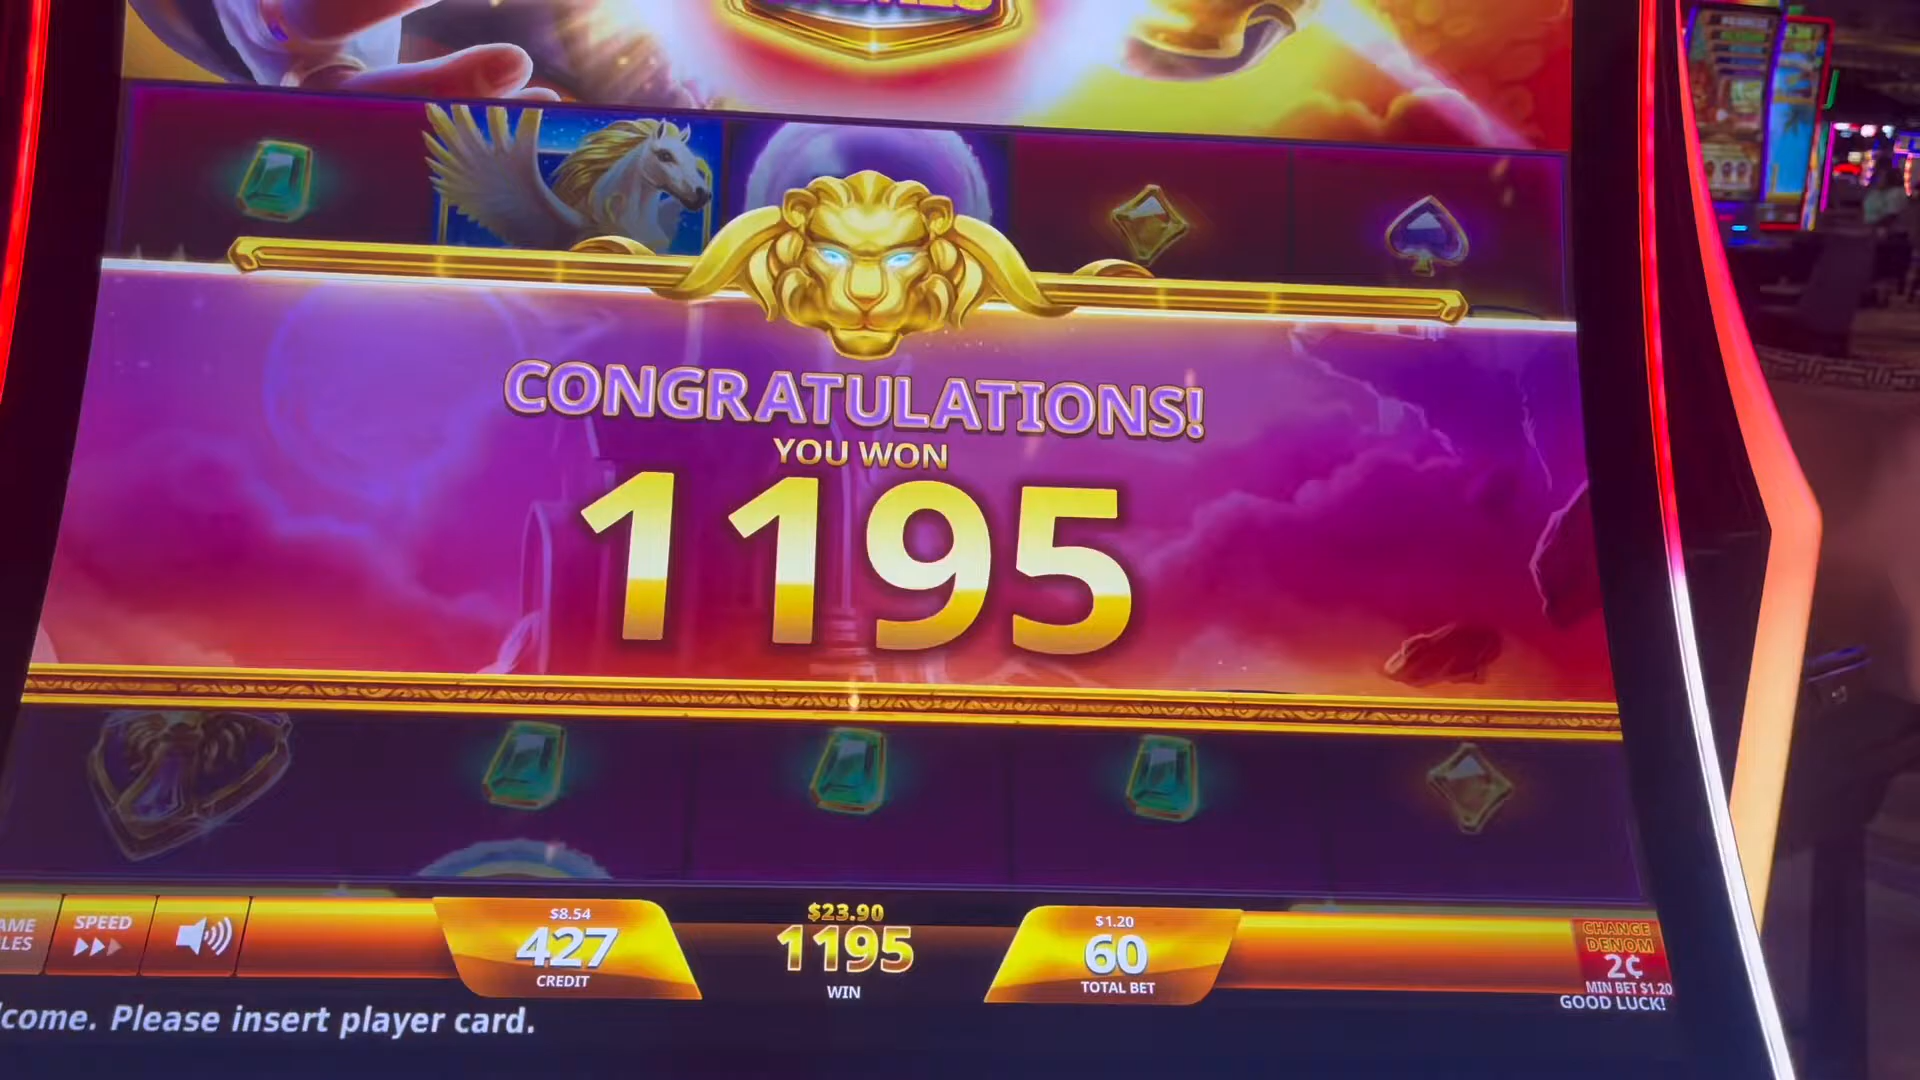 CONGRATULATIONS!
YOU WON
1195
SPEED
$8.54
427
CREDIT
$23.90
1195
WIN
$1.20
60
TOTAL BET
CHANGE
DENOM
2¢
MIN BET $1.20
GOOD LUCK!
come. Please insert player card.